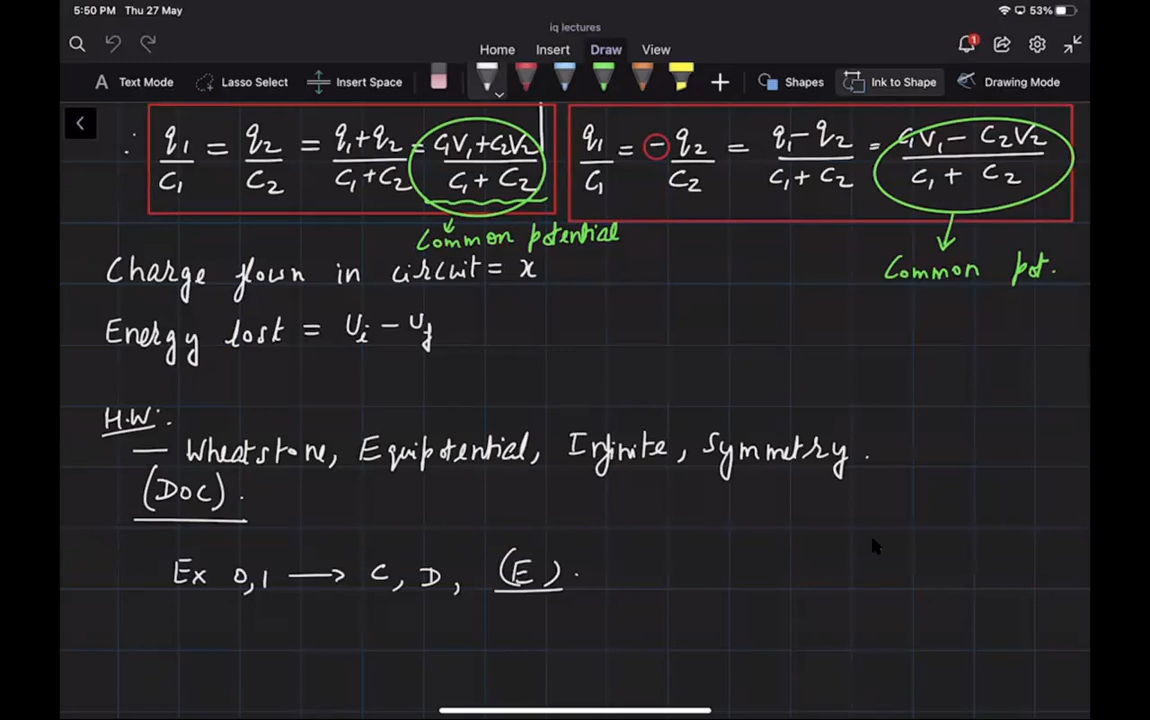 5:50 PM Thu 27 May 53%
iq lectures
Home Insert Draw View
1
A Text Mode Lasso Select Insert Space Shapes Ink to Shape Drawing Mode
∴ q₁/C₁ = q₂/C₂ = q₁+q₂/C₁+C₂ = C₁V₁+C₂V₂/C₁+C₂
q₁/C₁ = -q₂/C₂ = q₁-q₂/C₁+C₂ = C₁V₁-C₂V₂/C₁+C₂
Common potential
Common pot.
Charge flown in circuit = x
Energy lost = Uᵢ - U_f
H.W:
— Wheatstone, Equipotential, Infinite, Symmetry.
(DOC).
Ex 0,1 → C, D, (E).